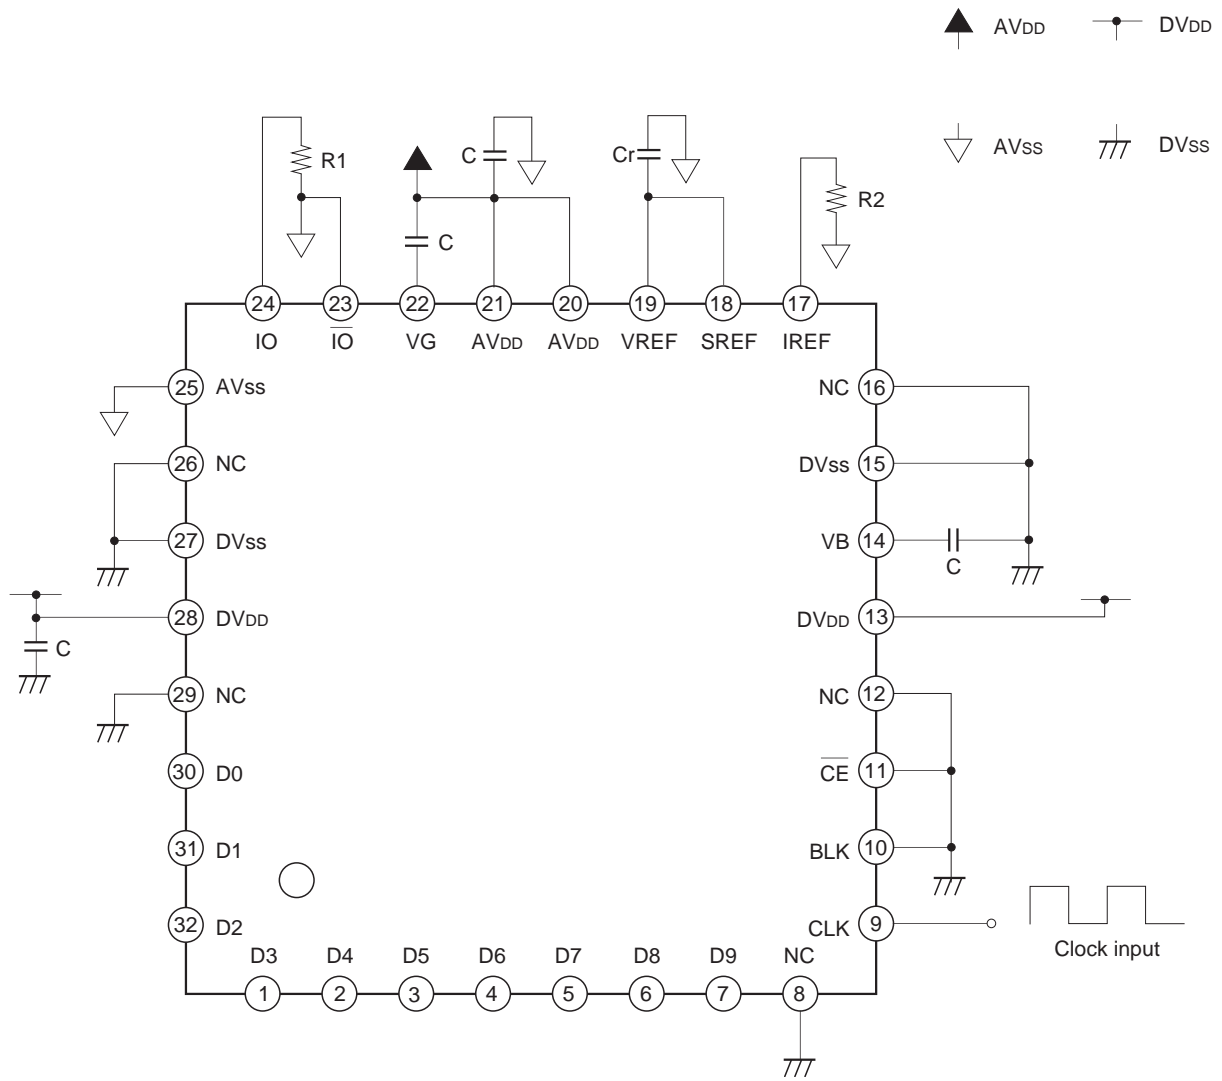 AVDD DVDD
AVSS DVSS
R1 C Cr R2
C
24 23 22 21 20 19 18 17
IO IO VG AVDD AVDD VREF SREF IREF
25 AVss NC 16
26 NC DVss 15
27 DVss VB 14 C
28 DVDD DVDD 13
C
29 NC NC 12
30 D0 CE 11
31 D1 BLK 10
32 D2 CLK 9
Clock input
D3 D4 D5 D6 D7 D8 D9 NC
1 2 3 4 5 6 7 8